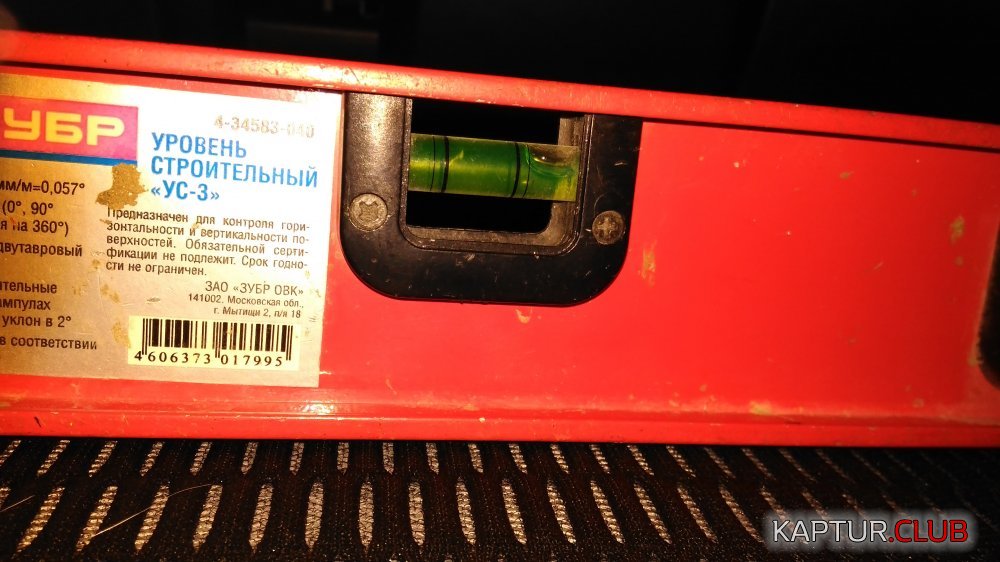 УБР
4-34583-040
УРОВЕНЬ
СТРОИТЕЛЬНЫЙ
«УС-3»
мм/м=0,057°
(0°, 90°
я на 360°)
двутавровый
Предназначен для контроля гори-
зонтальности и вертикальности по-
верхностей. Обязательной серти-
фикации не подлежит. Срок годно-
сти не ограничен.
ЗАО «ЗУБР ОВК»
141002. Московская обл.,
г. Мытищи 2, п/я 18
ительные
ампулах
уклон в 2°
в соответствии
4 606373 017995
KAPTUR.CLUB